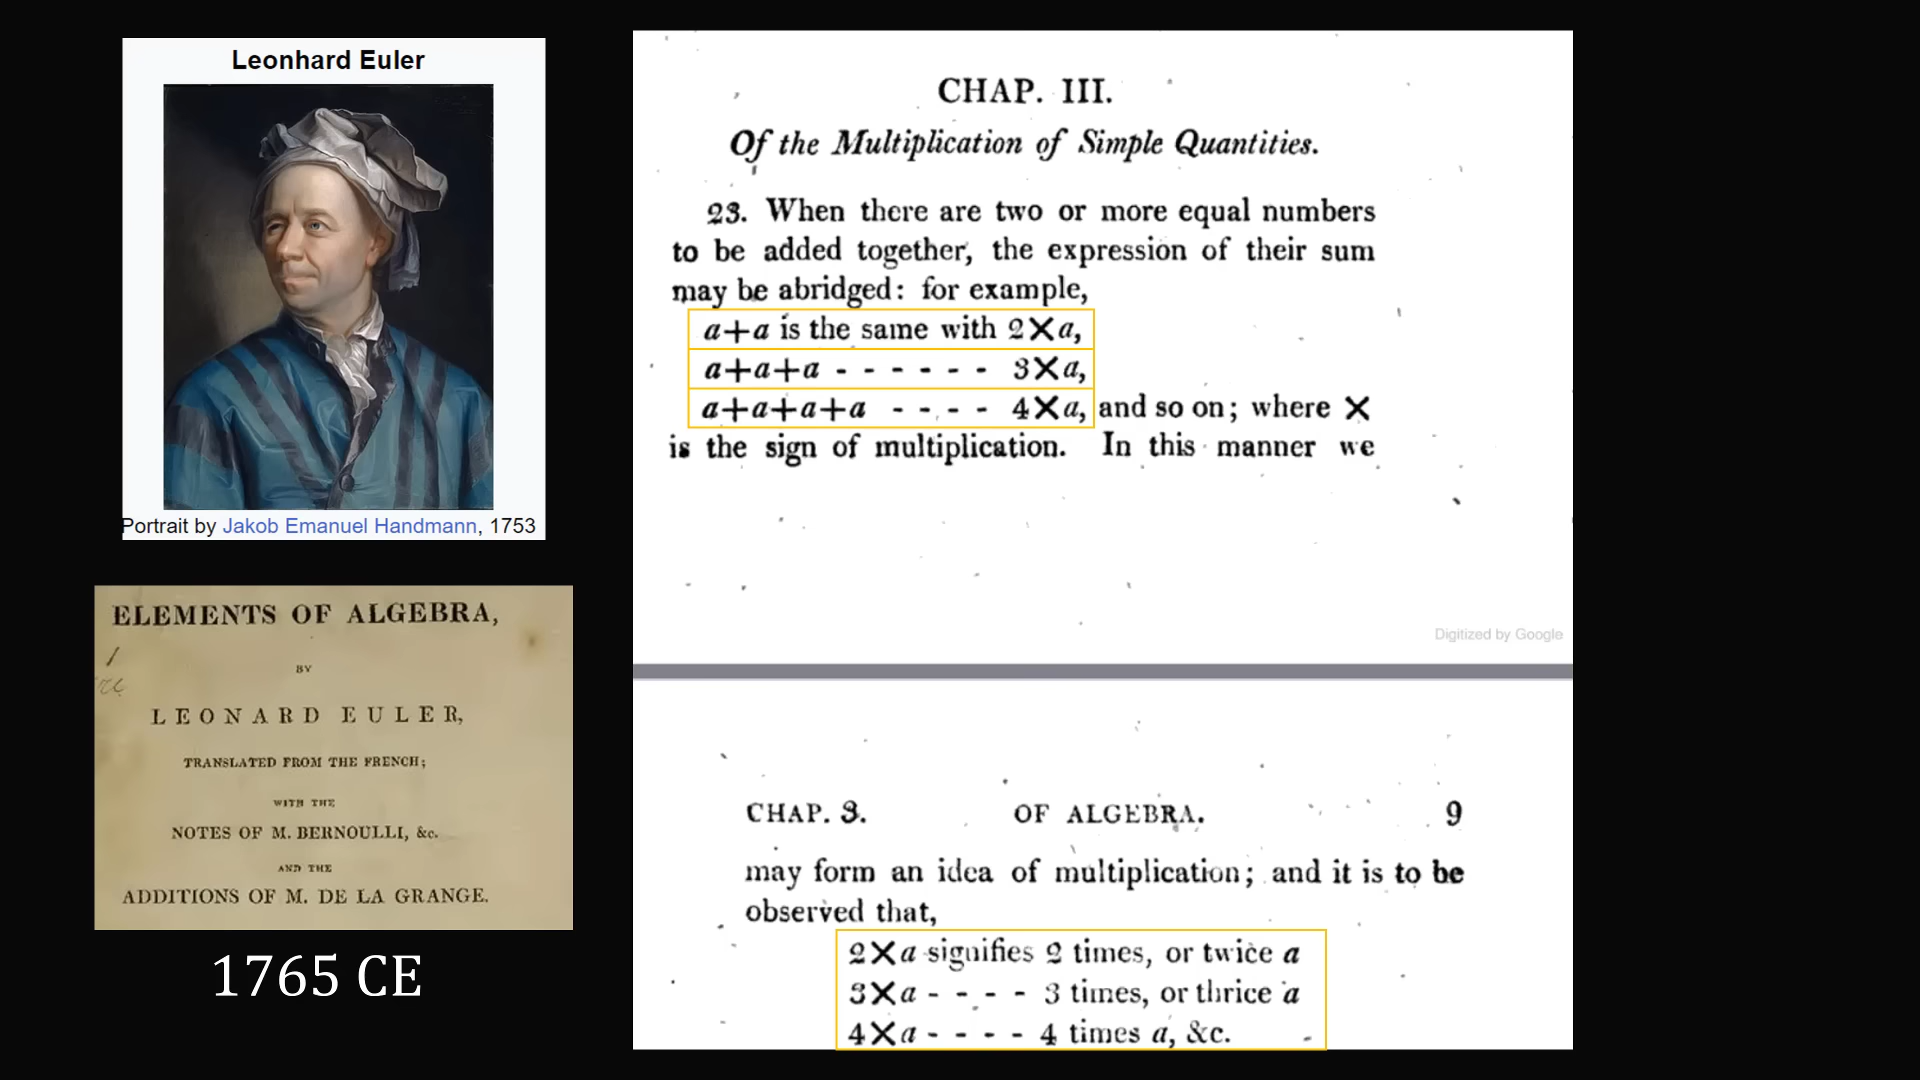 Leonhard Euler
Portrait by Jakob Emanuel Handmann, 1753
ELEMENTS OF ALGEBRA,
BY
LEONARD EULER,
TRANSLATED FROM THE FRENCH;
WITH THE
NOTES OF M. BERNOULLI, &c.
AND THE
ADDITIONS OF M. DE LA GRANGE.
1765 CE
CHAP. III.
Of the Multiplication of Simple Quantities.
23. When there are two or more equal numbers
to be added together, the expression of their sum
may be abridged: for example,
a+a is the same with 2×a,
a+a+a - - - - - - 3×a,
a+a+a+a - - - - 4×a, and so on; where ×
is the sign of multiplication. In this manner we
Digitized by Google
CHAP. 3. OF ALGEBRA. 9
may form an idea of multiplication; and it is to be
observed that,
2×a signifies 2 times, or twice a
3×a - - - - 3 times, or thrice a
4×a - - - - 4 times a, &c.